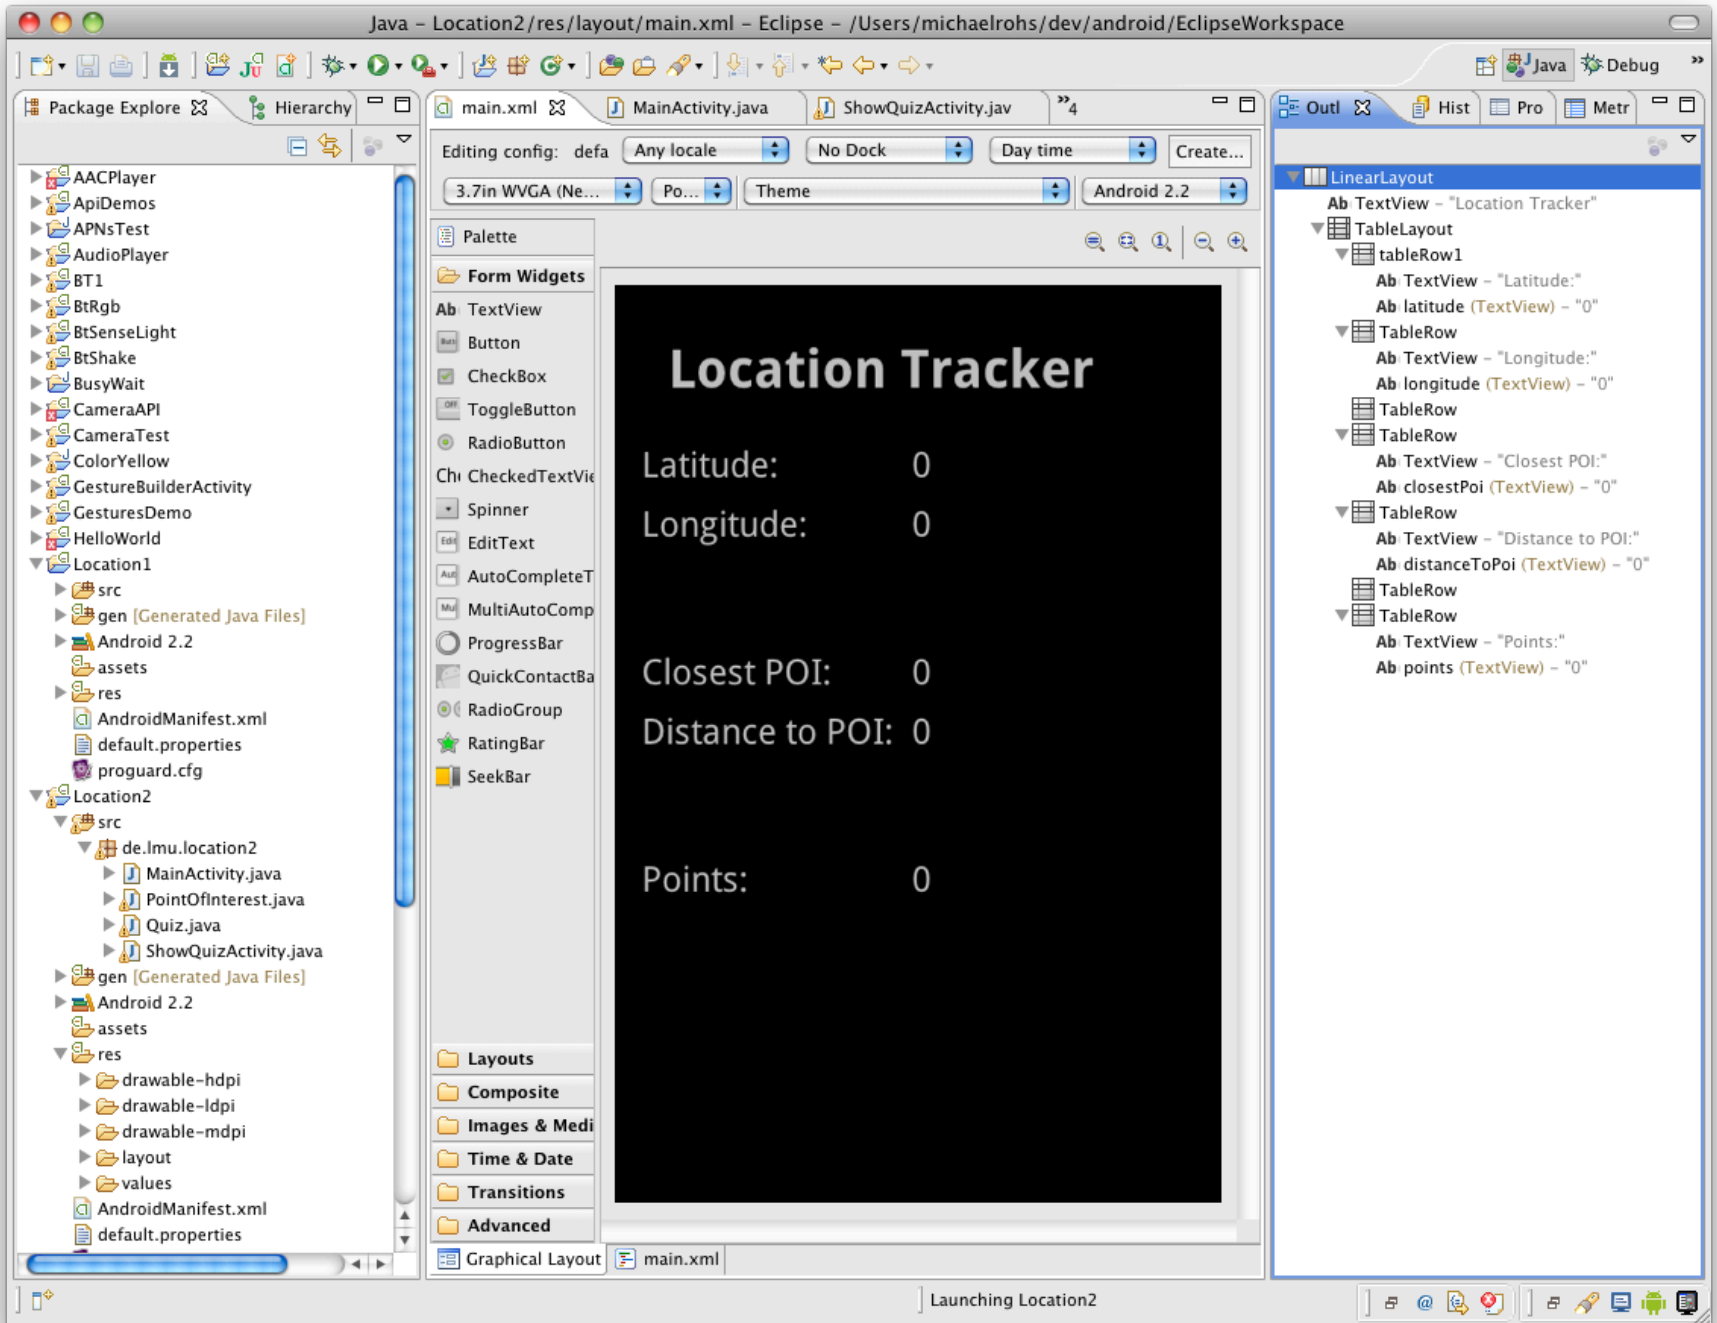 Java – Location2/res/layout/main.xml – Eclipse – /Users/michaelrohs/dev/android/EclipseWorkspace
Java
Debug
»
Package Explore
Hierarchy
AACPlayer
ApiDemos
APNsTest
AudioPlayer
BT1
BtRgb
BtSenseLight
BtShake
BusyWait
CameraAPI
CameraTest
ColorYellow
GestureBuilderActivity
GesturesDemo
HelloWorld
Location1
src
gen [Generated Java Files]
Android 2.2
assets
res
AndroidManifest.xml
default.properties
proguard.cfg
Location2
src
de.lmu.location2
MainActivity.java
PointOfInterest.java
Quiz.java
ShowQuizActivity.java
gen [Generated Java Files]
Android 2.2
assets
res
drawable-hdpi
drawable-ldpi
drawable-mdpi
layout
values
AndroidManifest.xml
default.properties
main.xml
MainActivity.java
ShowQuizActivity.jav
»4
Editing config: defa
Any locale
No Dock
Day time
Create...
3.7in WVGA (Ne...
Po...
Theme
Android 2.2
Palette
Form Widgets
Ab TextView
Button
CheckBox
OFF ToggleButton
RadioButton
Che CheckedTextVie
Spinner
Edit EditText
Aut AutoCompleteT
Mul MultiAutoComp
ProgressBar
QuickContactBa
RadioGroup
RatingBar
SeekBar
Layouts
Composite
Images & Medi
Time & Date
Transitions
Advanced
Location Tracker
Latitude: 0
Longitude: 0
Closest POI: 0
Distance to POI: 0
Points: 0
Graphical Layout
main.xml
Outl
Hist
Pro
Metr
LinearLayout
Ab TextView – "Location Tracker"
TableLayout
tableRow1
Ab TextView – "Latitude:"
Ab latitude (TextView) – "0"
TableRow
Ab TextView – "Longitude:"
Ab longitude (TextView) – "0"
TableRow
TableRow
Ab TextView – "Closest POI:"
Ab closestPoi (TextView) – "0"
TableRow
Ab TextView – "Distance to POI:"
Ab distanceToPoi (TextView) – "0"
TableRow
TableRow
Ab TextView – "Points:"
Ab points (TextView) – "0"
Launching Location2